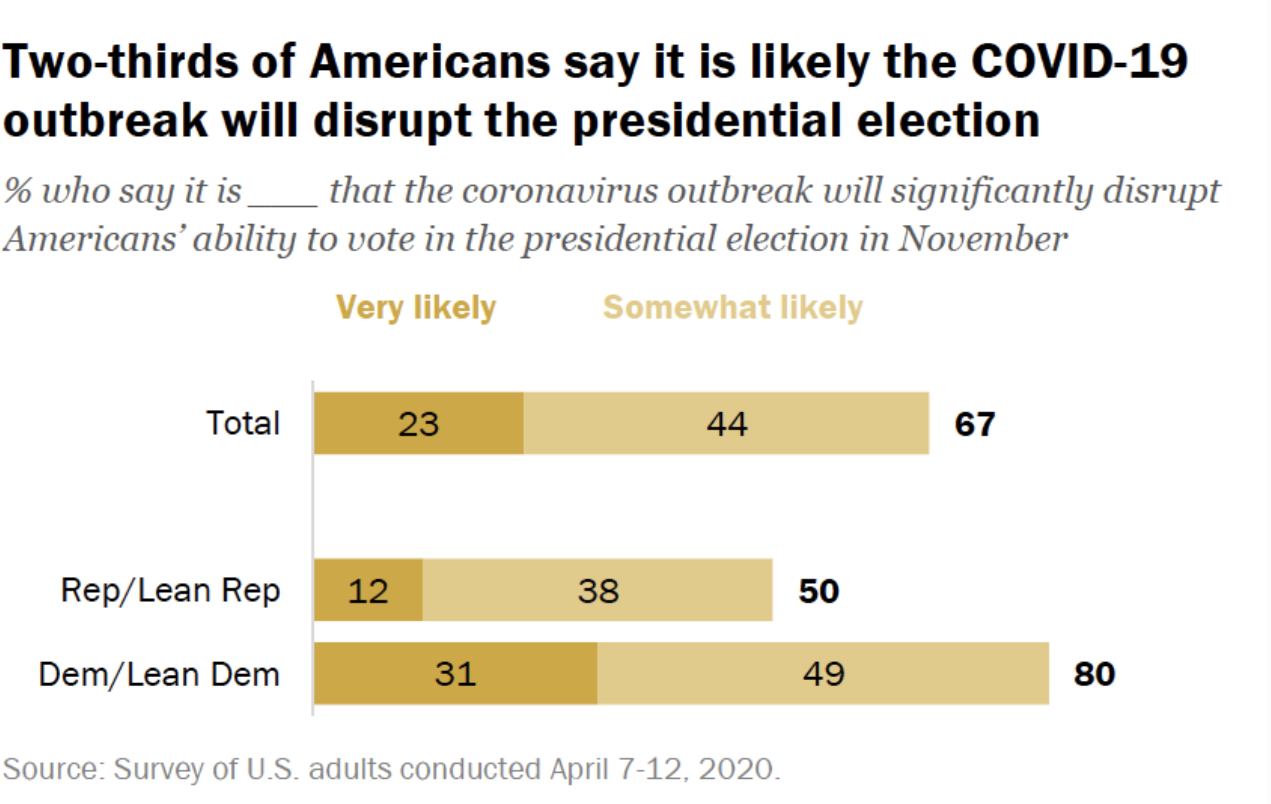 Two-thirds of Americans say it is likely the COVID-19
outbreak will disrupt the presidential election
% who say it is ___ that the coronavirus outbreak will significantly disrupt
Americans’ ability to vote in the presidential election in November
Very likely Somewhat likely
Total 23 44 67
Rep/Lean Rep 12 38 50
Dem/Lean Dem 31 49 80
Source: Survey of U.S. adults conducted April 7-12, 2020.